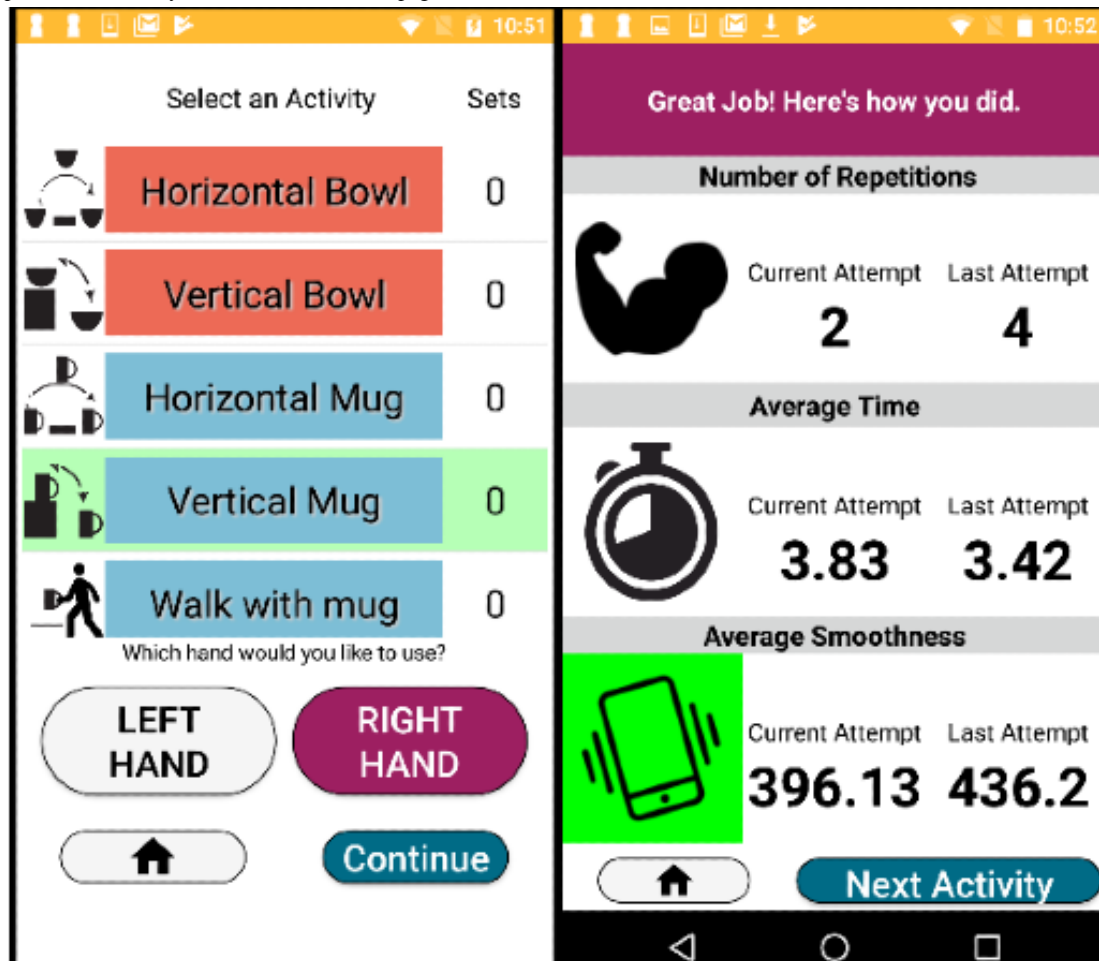 10:51
Select an Activity Sets
Horizontal Bowl 0
Vertical Bowl 0
Horizontal Mug 0
Vertical Mug 0
Walk with mug 0
Which hand would you like to use?
LEFT HAND
RIGHT HAND
Continue
10:52
Great Job! Here's how you did.
Number of Repetitions
Current Attempt Last Attempt
2 4
Average Time
Current Attempt Last Attempt
3.83 3.42
Average Smoothness
Current Attempt Last Attempt
396.13 436.2
Next Activity